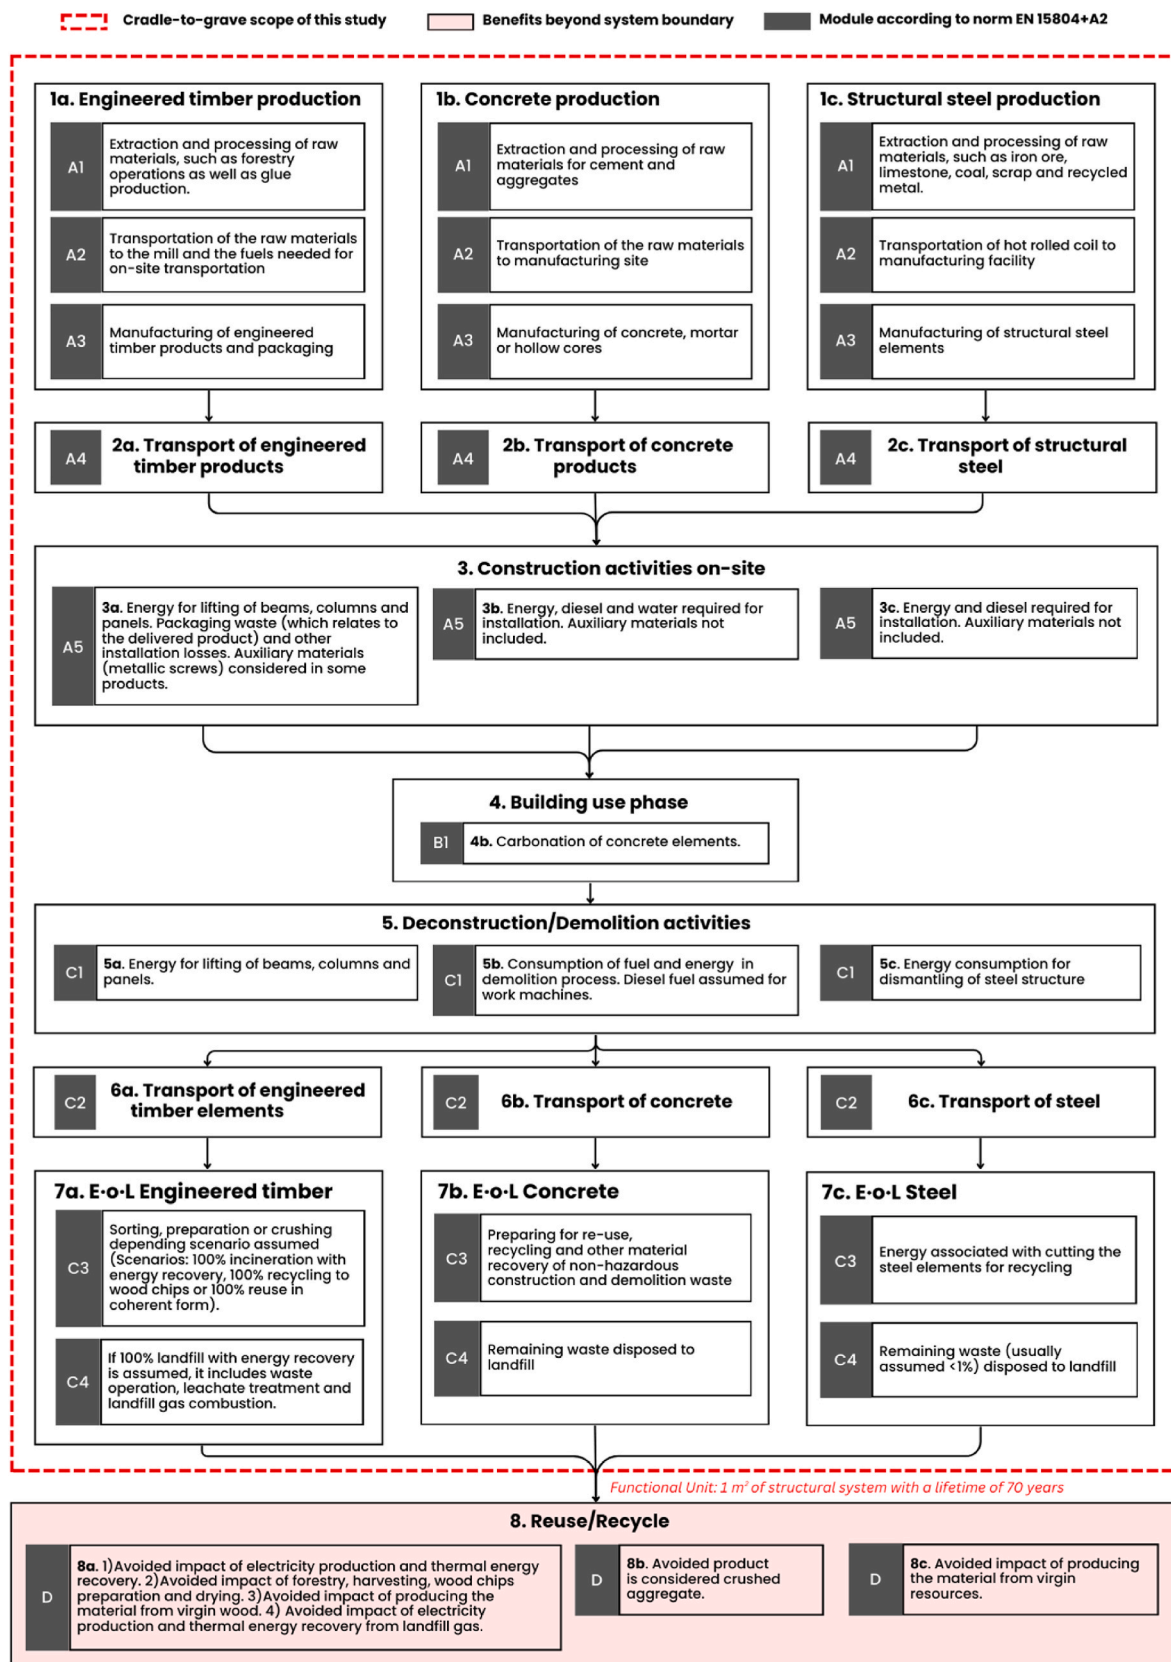 Cradle-to-grave scope of this study
Benefits beyond system boundary
Module according to norm EN 15804+A2
1a. Engineered timber production
A1
Extraction and processing of raw
materials, such as forestry
operations as well as glue
production.
A2
Transportation of the raw materials
to the mill and the fuels needed for
on-site transportation
A3
Manufacturing of engineered
timber products and packaging
1b. Concrete production
A1
Extraction and processing of raw
materials for cement and
aggregates
A2
Transportation of the raw materials
to manufacturing site
A3
Manufacturing of concrete, mortar
or hollow cores
1c. Structural steel production
A1
Extraction and processing of raw
materials, such as iron ore,
limestone, coal, scrap and recycled
metal.
A2
Transportation of hot rolled coil to
manufacturing facility
A3
Manufacturing of structural steel
elements
A4
2a. Transport of engineered
timber products
A4
2b. Transport of concrete
products
A4
2c. Transport of structural
steel
3. Construction activities on-site
A5
3a. Energy for lifting of beams, columns and
panels. Packaging waste (which relates to
the delivered product) and other
installation losses. Auxiliary materials
(metallic screws) considered in some
products.
A5
3b. Energy, diesel and water required for
installation. Auxiliary materials not
included.
A5
3c. Energy and diesel required for
installation. Auxiliary materials not
included.
4. Building use phase
B1
4b. Carbonation of concrete elements.
5. Deconstruction/Demolition activities
C1
5a. Energy for lifting of beams, columns and
panels.
C1
5b. Consumption of fuel and energy in
demolition process. Diesel fuel assumed for
work machines.
C1
5c. Energy consumption for
dismantling of steel structure
C2
6a. Transport of engineered
timber elements
C2
6b. Transport of concrete
C2
6c. Transport of steel
7a. E·o·L Engineered timber
C3
Sorting, preparation or crushing
depending scenario assumed
(Scenarios: 100% incineration with
energy recovery, 100% recycling to
wood chips or 100% reuse in
coherent form).
C4
If 100% landfill with energy recovery
is assumed, it includes waste
operation, leachate treatment and
landfill gas combustion.
7b. E·o·L Concrete
C3
Preparing for re-use,
recycling and other material
recovery of non-hazardous
construction and demolition waste
C4
Remaining waste disposed to
landfill
7c. E·o·L Steel
C3
Energy associated with cutting the
steel elements for recycling
C4
Remaining waste (usually
assumed <1%) disposed to landfill
Functional Unit: 1 m² of structural system with a lifetime of 70 years
8. Reuse/Recycle
D
8a. 1)Avoided impact of electricity production and thermal energy
recovery. 2)Avoided impact of forestry, harvesting, wood chips
preparation and drying. 3)Avoided impact of producing the
material from virgin wood. 4) Avoided impact of electricity
production and thermal energy recovery from landfill gas.
D
8b. Avoided product
is considered crushed
aggregate.
D
8c. Avoided impact of producing
the material from virgin
resources.